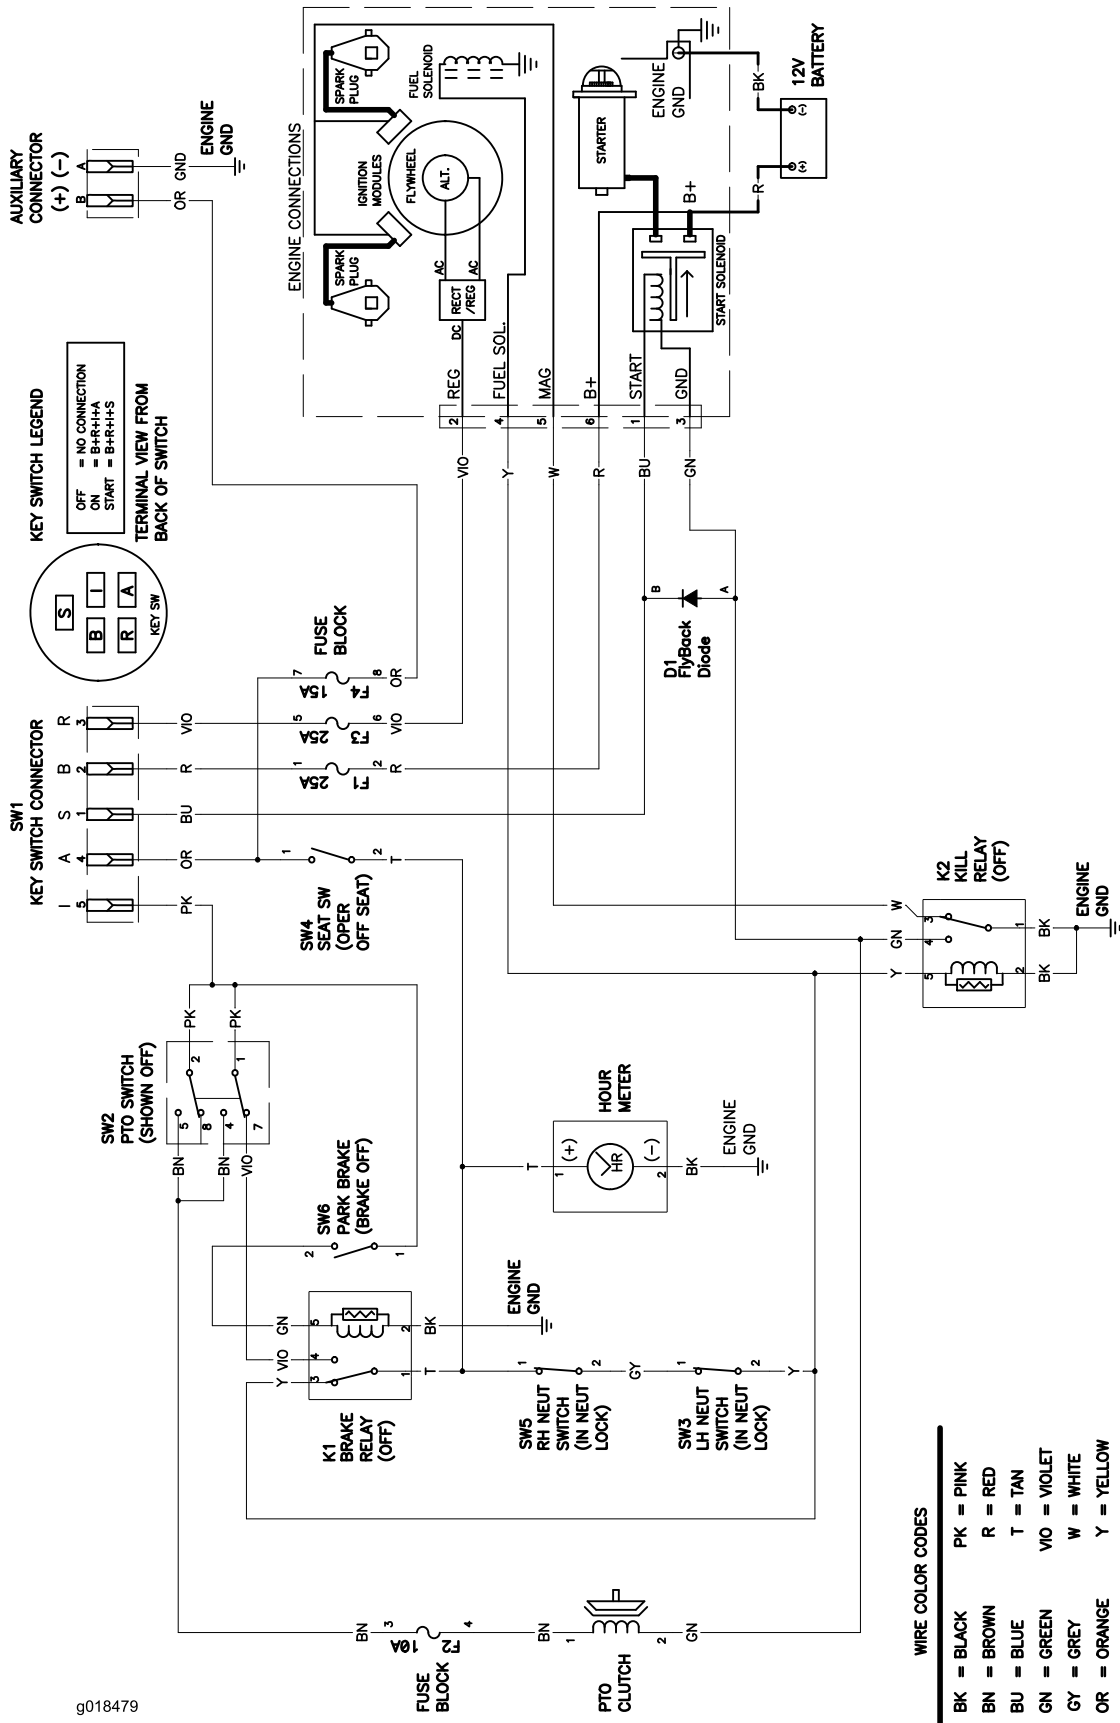 AUXILIARY
CONNECTOR
(+) (-)
B
A
OR
GND
ENGINE
GND
KEY SWITCH LEGEND
OFF = NO CONNECTION
ON = B+R+I+A
START = B+R+I+S
TERMINAL VIEW FROM
BACK OF SWITCH
S
B
I
R
A
KEY SW
SW1
KEY SWITCH CONNECTOR
I
A
S
B
R
5
4
1
2
3
PK
OR
BU
R
VIO
ENGINE CONNECTIONS
SPARK
PLUG
SPARK
PLUG
IGNITION
MODULES
FLYWHEEL
ALT.
FUEL
SOLENOID
AC
AC
RECT
/REG
DC
STARTER
ENGINE
GND
START SOLENOID
B+
BK
R
12V
BATTERY
(-)
(+)
REG
FUEL SOL.
MAG
B+
START
GND
2
4
5
6
1
3
VIO
Y
W
R
BU
GN
FUSE
BLOCK
7
15A
F4
8
OR
5
25A
F3
6
VIO
1
25A
F1
2
R
B
A
D1
FlyBack
Diode
SW4
SEAT SW
(OPER
OFF SEAT)
1
2
T
K2
KILL
RELAY
(OFF)
W
GN
Y
3
4
5
1
2
BK
BK
ENGINE
GND
SW2
PTO SWITCH
(SHOWN OFF)
PK
PK
2
1
5
8
4
7
BN
BN
VIO
SW6
PARK BRAKE
(BRAKE OFF)
2
1
HOUR
METER
T
1
(+)
HR
(-)
2
BK
ENGINE
GND
K1
BRAKE
RELAY
(OFF)
GN
VIO
Y
5
4
3
2
1
BK
T
ENGINE
GND
SW5
RH NEUT
SWITCH
(IN NEUT
LOCK)
1
2
GY
SW3
LH NEUT
SWITCH
(IN NEUT
LOCK)
1
2
Y
FUSE
BLOCK
BN
3
10A
F2
4
BN
PTO
CLUTCH
1
2
GN
WIRE COLOR CODES
BK = BLACK PK = PINK
BN = BROWN R = RED
BU = BLUE T = TAN
GN = GREEN VIO = VIOLET
GY = GREY W = WHITE
OR = ORANGE Y = YELLOW
g018479